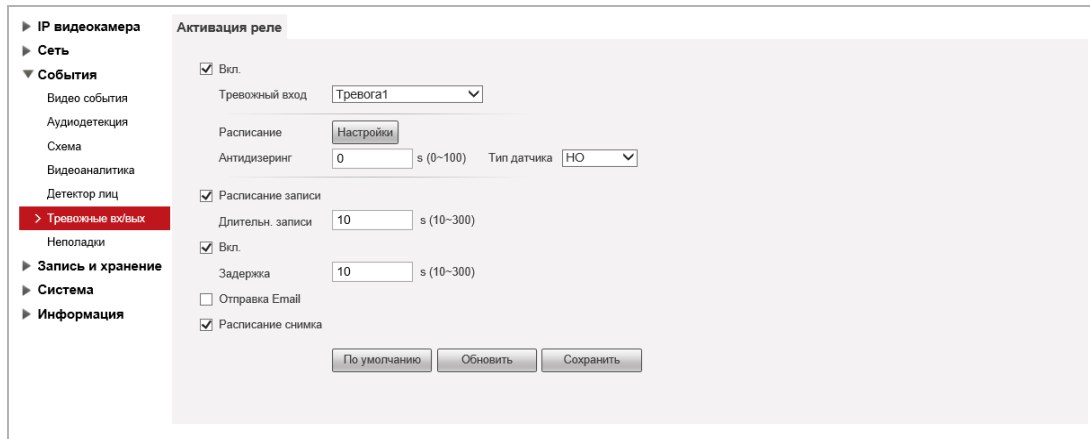 IP видеокамера
Сеть
События
Видео события
Аудиодетекция
Схема
Видеоаналитика
Детектор лиц
> Тревожные вх/вых
Неполадки
Запись и хранение
Система
Информация
Активация реле
Вкл.
Тревожный вход Тревога1
Расписание Настройки
Антидизеринг 0 s (0~100) Тип датчика НО
Расписание записи
Длительн. записи 10 s (10~300)
Вкл.
Задержка 10 s (10~300)
Отправка Email
Расписание снимка
По умолчанию Обновить Сохранить